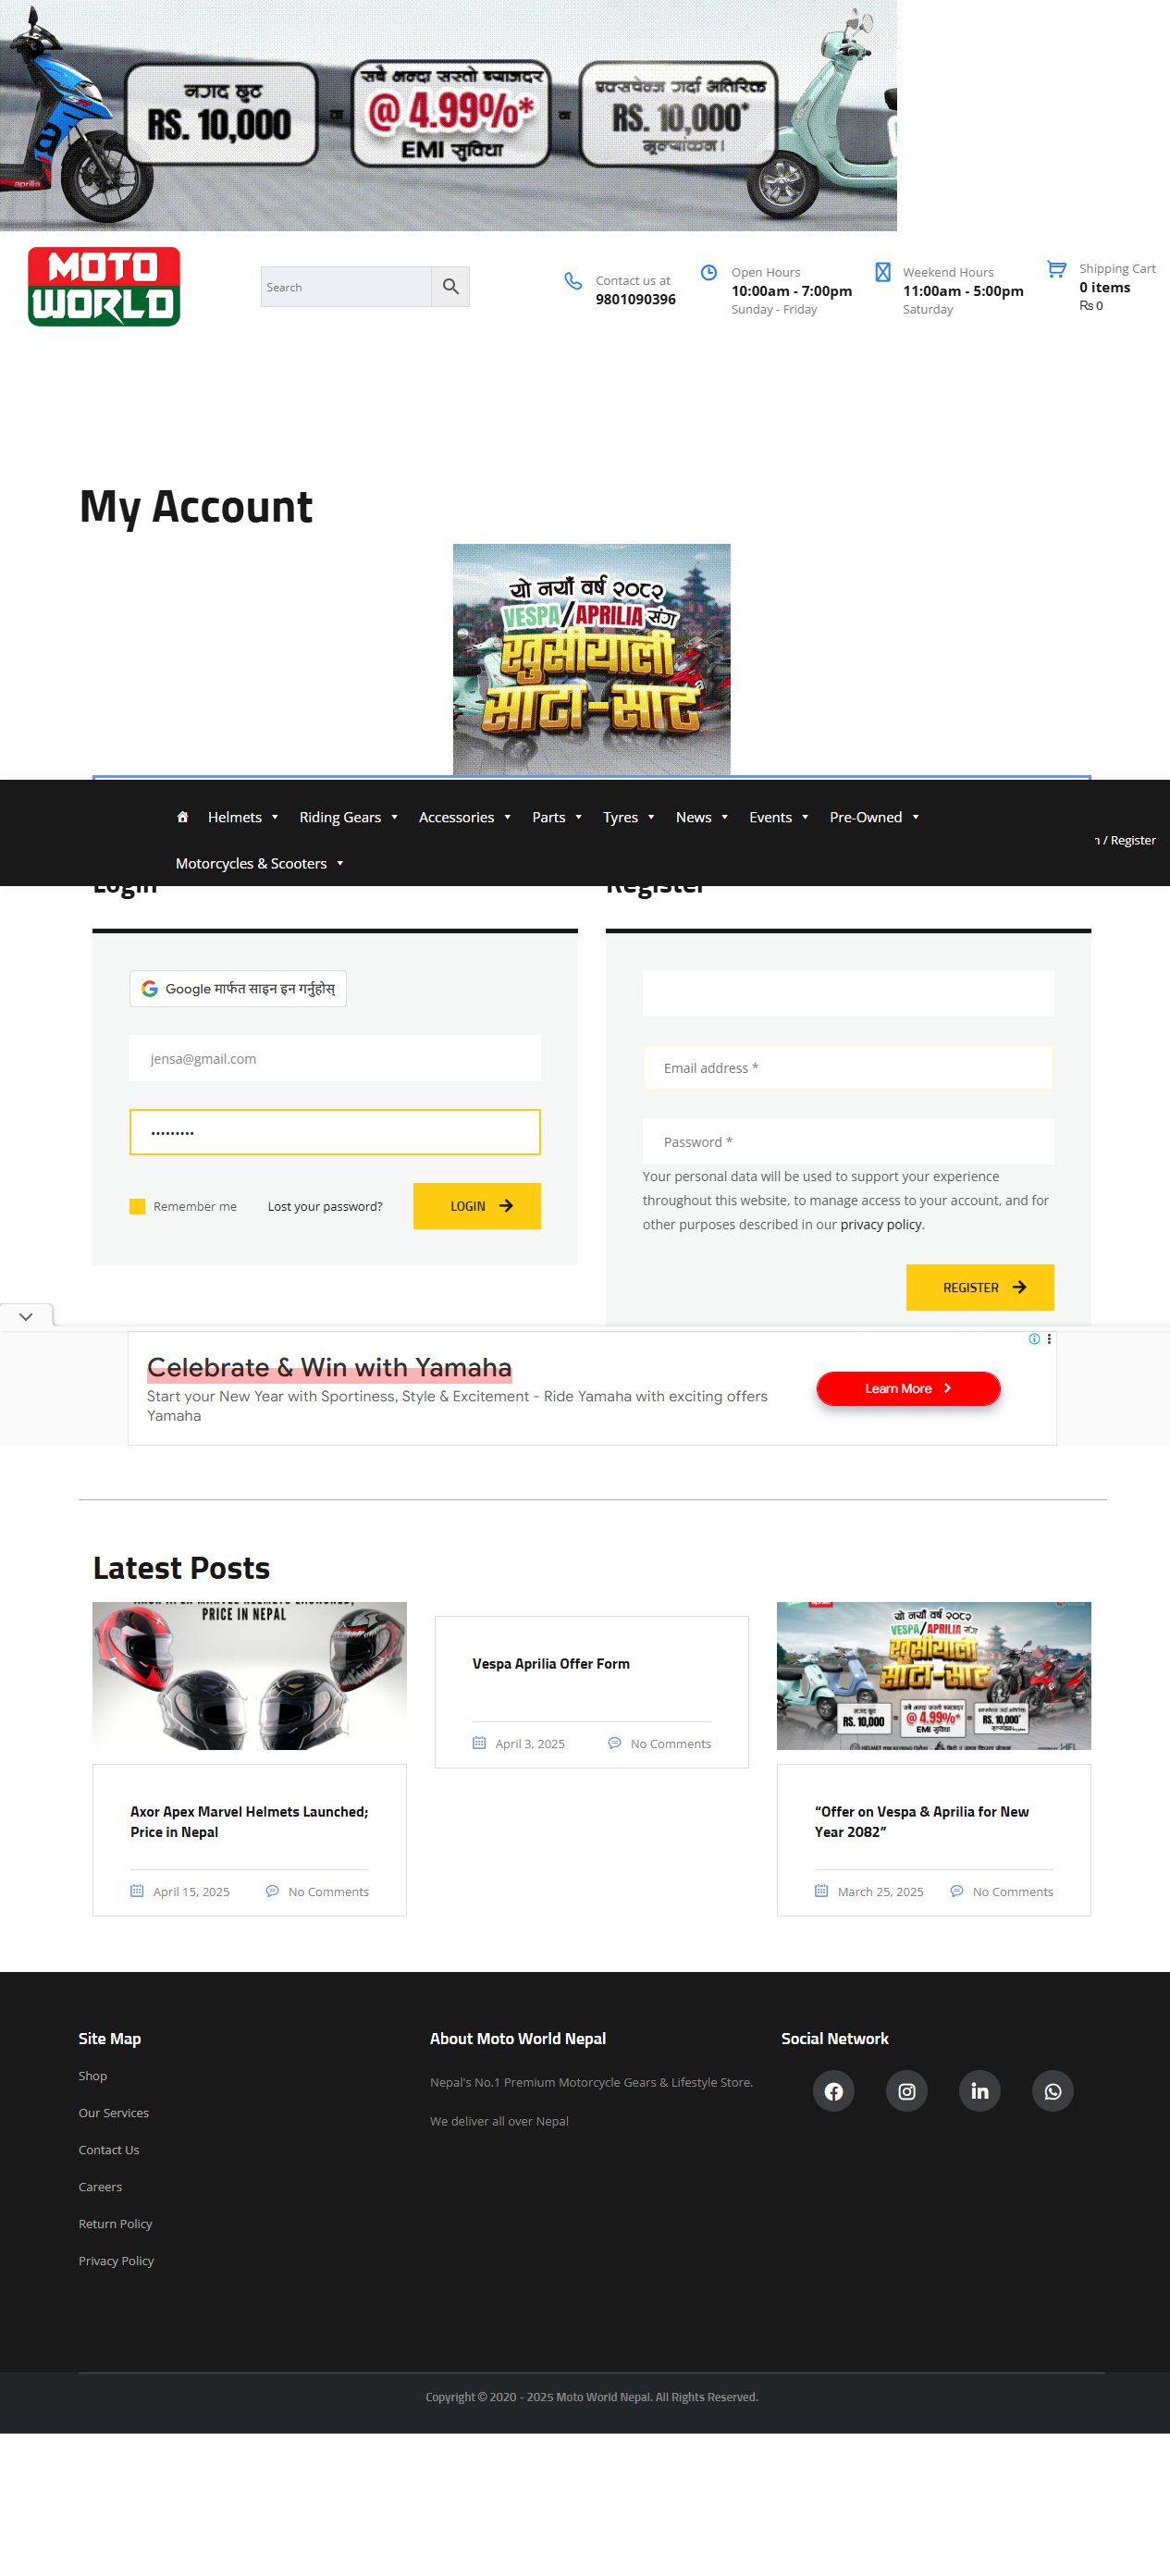 नगद छुट
RS. 10,000
वा
सबै भन्दा सस्तो ब्याजदर
@ 4.99%*
EMI सुविधा
वा
एक्सचेन्ज गर्दा अतिरिक्त
RS. 10,000*
मूल्यांकन।
aprilia
MOTO
WORLD
Search
Contact us at
9801090396
Open Hours
10:00am - 7:00pm
Sunday - Friday
Weekend Hours
11:00am - 5:00pm
Saturday
Shipping Cart
0 items
₨ 0
My Account
यो नयाँ वर्ष २०८२
VESPA/APRILIA संग
खुसीयाली
साटा-साट
Helmets
Riding Gears
Accessories
Parts
Tyres
News
Events
Pre-Owned
Motorcycles & Scooters
n / Register
Login
Register
Google मार्फत साइन इन गर्नुहोस्
jensa@gmail.com
Remember me
Lost your password?
LOGIN
Email address *
Password *
Your personal data will be used to support your experience
throughout this website, to manage access to your account, and for
other purposes described in our privacy policy.
REGISTER
Celebrate & Win with Yamaha
Start your New Year with Sportiness, Style & Excitement - Ride Yamaha with exciting offers
Yamaha
Learn More
Latest Posts
PRICE IN NEPAL
Axor Apex Marvel Helmets Launched;
Price in Nepal
April 15, 2025
No Comments
Vespa Aprilia Offer Form
April 3, 2025
No Comments
यो नयाँ वर्ष २०८२
VESPA/APRILIA संग
खुसीयाली
साटा-साट
नगद छुट
RS. 10,000
@ 4.99%*
EMI सुविधा
RS. 10,000*
“Offer on Vespa & Aprilia for New
Year 2082”
March 25, 2025
No Comments
Site Map
Shop
Our Services
Contact Us
Careers
Return Policy
Privacy Policy
About Moto World Nepal
Nepal's No.1 Premium Motorcycle Gears & Lifestyle Store.
We deliver all over Nepal
Social Network
Copyright © 2020 - 2025 Moto World Nepal. All Rights Reserved.